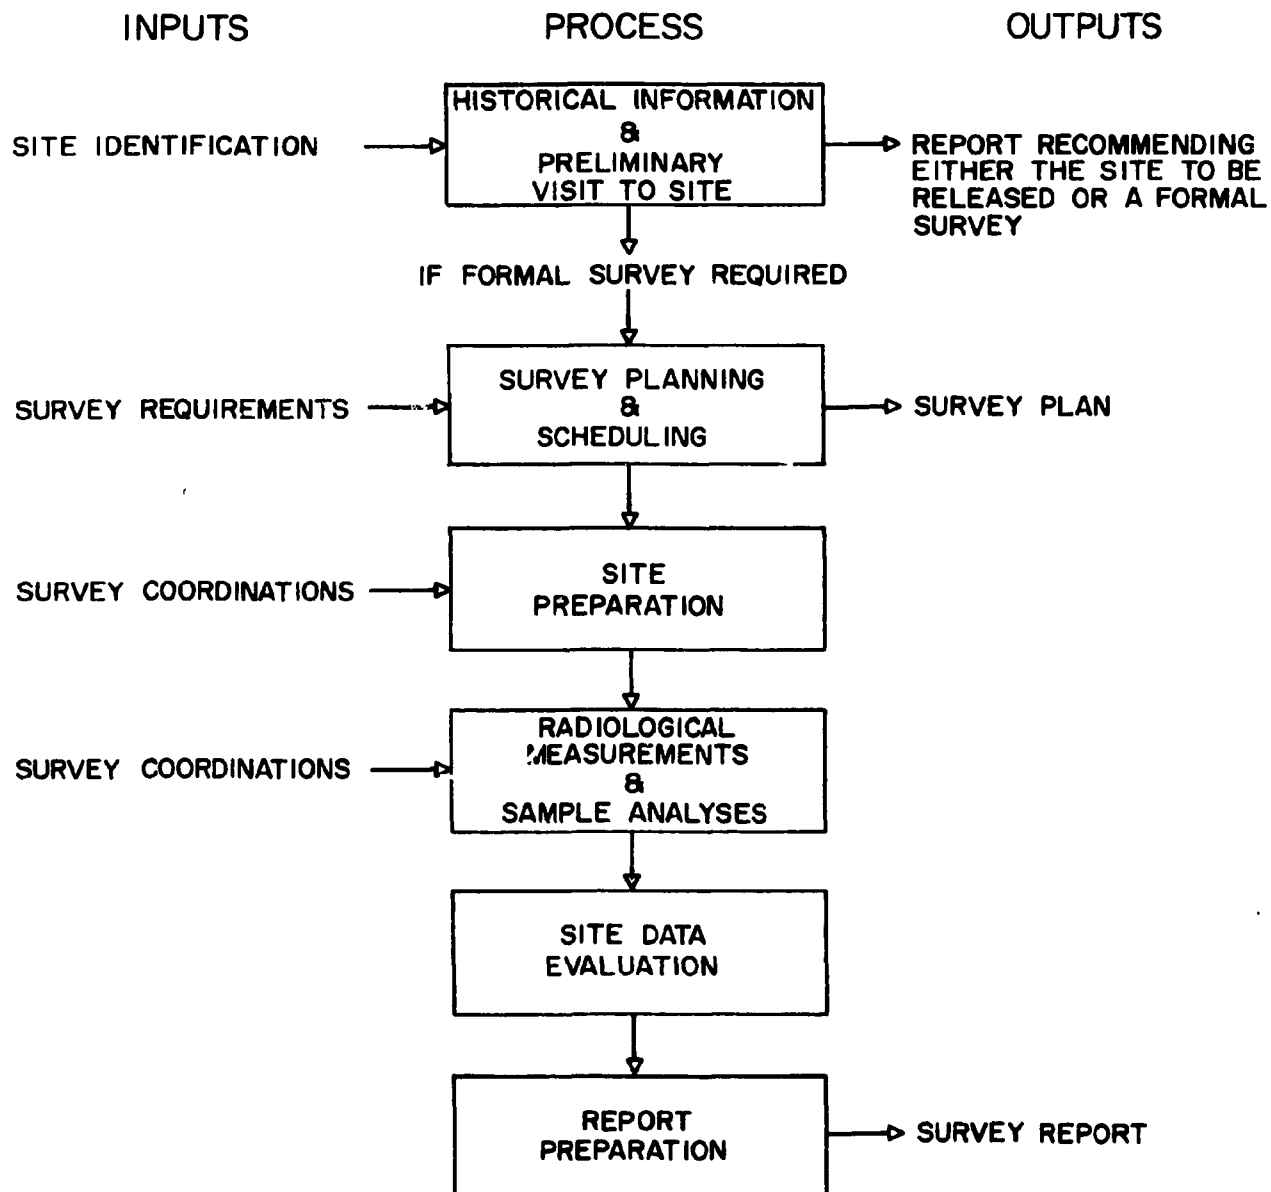 INPUTS
PROCESS
OUTPUTS
SITE IDENTIFICATION
HISTORICAL INFORMATION
&
PRELIMINARY
VISIT TO SITE
REPORT RECOMMENDING
EITHER THE SITE TO BE
RELEASED OR A FORMAL
SURVEY
IF FORMAL SURVEY REQUIRED
SURVEY REQUIREMENTS
SURVEY PLANNING
&
SCHEDULING
SURVEY PLAN
SURVEY COORDINATIONS
SITE
PREPARATION
SURVEY COORDINATIONS
RADIOLOGICAL
MEASUREMENTS
&
SAMPLE ANALYSES
SITE DATA
EVALUATION
REPORT
PREPARATION
SURVEY REPORT